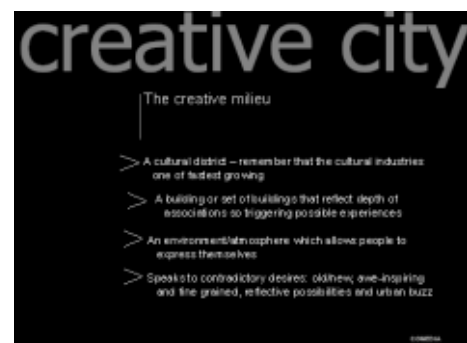 creative city
The creative milieu
A cultural district – remember that the cultural industries
one of fastest growing
A building or set of buildings that reflect depth of
associations so triggering possible experiences
An environment/atmosphere which allows people to
express themselves
Speaks to contradictory desires: old/new, awe-inspiring
and fine grained, reflective possibilities and urban buzz
COMEDIA